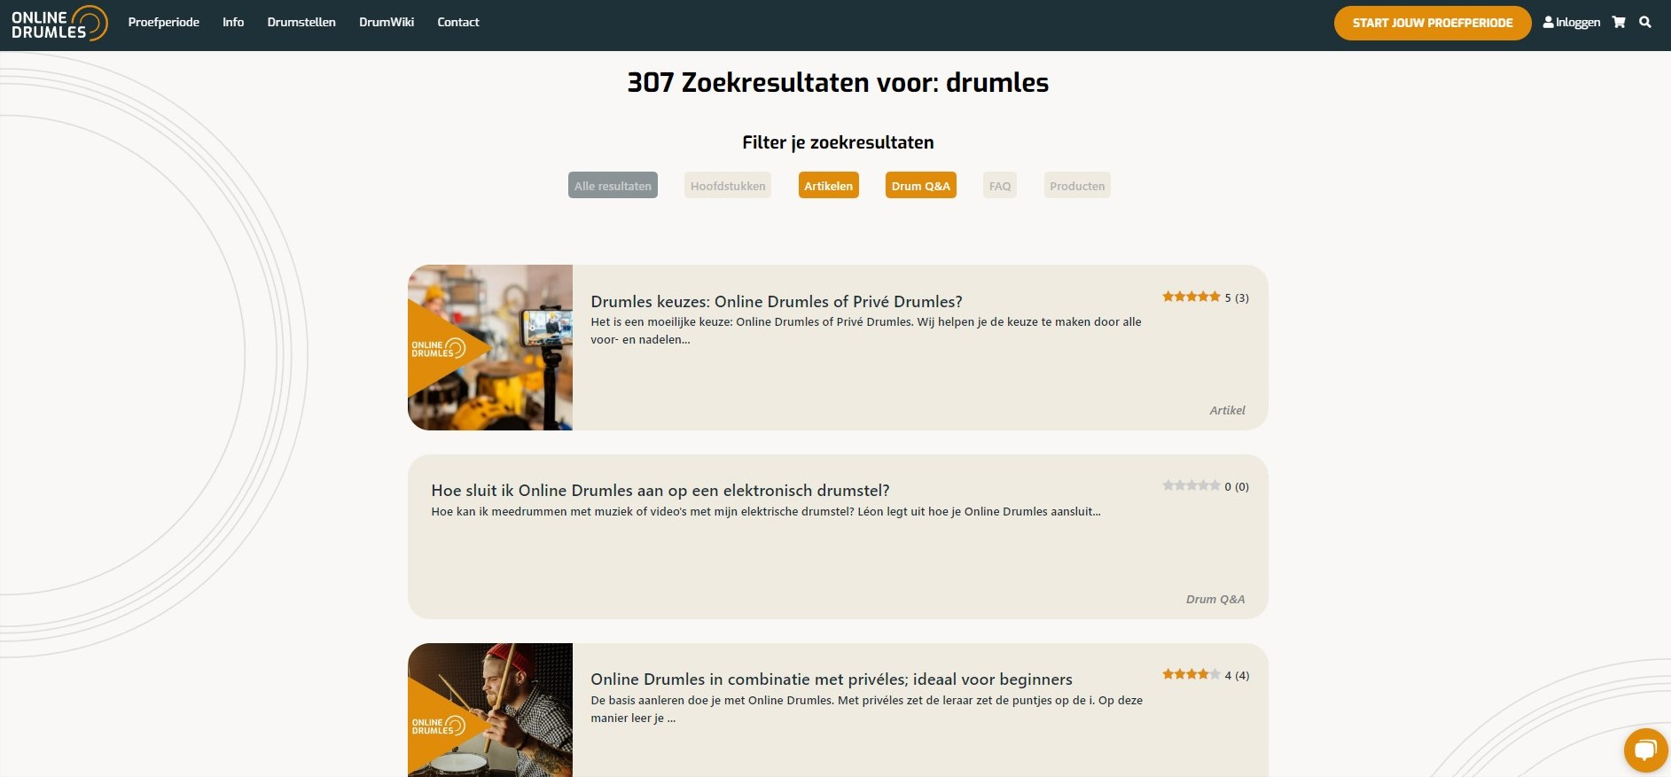 ONLINE
DRUMLES
Proefperiode
Info
Drumstellen
DrumWiki
Contact
START JOUW PROEFPERIODE
Inloggen
307 Zoekresultaten voor: drumles
Filter je zoekresultaten
Alle resultaten
Hoofdstukken
Artikelen
Drum Q&A
FAQ
Producten
ONLINE
DRUMLES
Drumles keuzes: Online Drumles of Privé Drumles?
5 (3)
Het is een moeilijke keuze: Online Drumles of Privé Drumles. Wij helpen je de keuze te maken door alle
voor- en nadelen...
Artikel
Hoe sluit ik Online Drumles aan op een elektronisch drumstel?
0 (0)
Hoe kan ik meedrummen met muziek of video's met mijn elektrische drumstel? Léon legt uit hoe je Online Drumles aansluit...
Drum Q&A
ONLINE
DRUMLES
Online Drumles in combinatie met privéles; ideaal voor beginners
4 (4)
De basis aanleren doe je met Online Drumles. Met privéles zet de leraar zet de puntjes op de i. Op deze
manier leer je ...